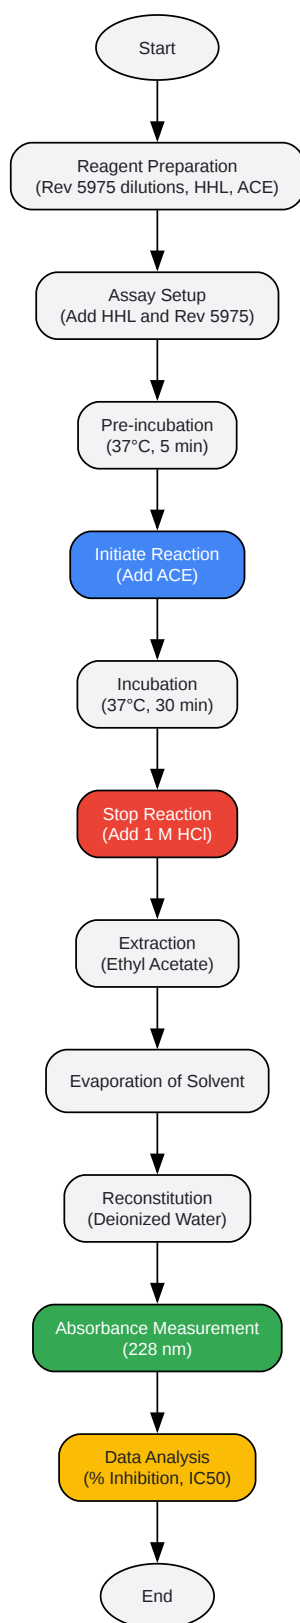 Start
Reagent Preparation
(Rev 5975 dilutions, HHL, ACE)
Assay Setup
(Add HHL and Rev 5975)
Pre-incubation
(37°C, 5 min)
Initiate Reaction
(Add ACE)
Incubation
(37°C, 30 min)
Stop Reaction
(Add 1 M HCl)
Extraction
(Ethyl Acetate)
Evaporation of Solvent
Reconstitution
(Deionized Water)
Absorbance Measurement
(228 nm)
Data Analysis
(% Inhibition, IC50)
End